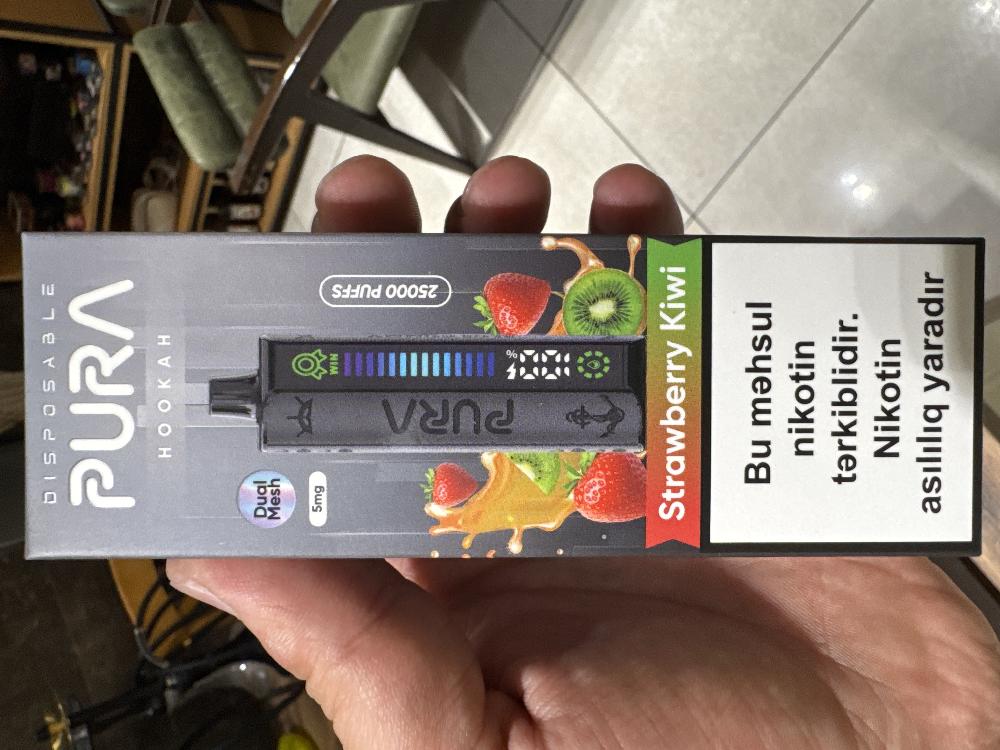 DISPOSABLE
PURA
HOOKAH
25000 PUFFS
Dual
Mesh
5mg
WIN
%
PURA
Strawberry Kiwi
Bu məhsul
nikotin
tərkiblidir.
Nikotin
asılılıq yaradır